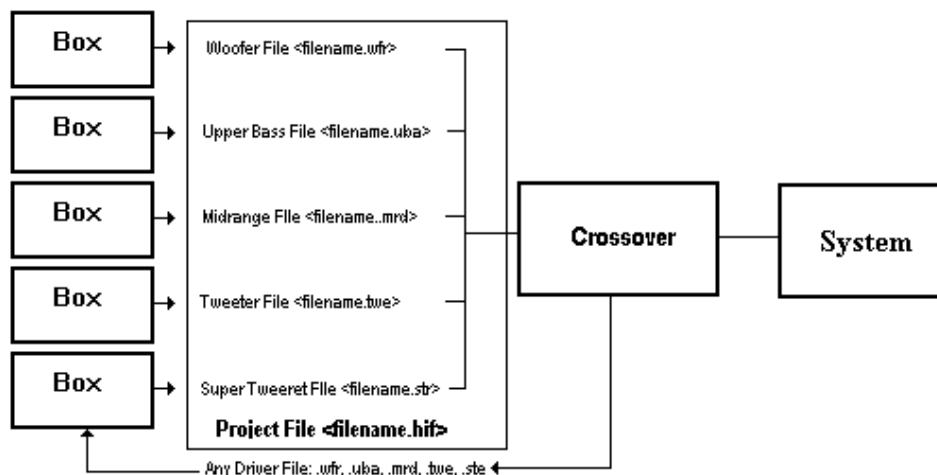 Box
Woofer File <filename.wfr>
Box
Upper Bass File <filename.uba>
Box
Midrange FIle <filename..mrd>
Crossover
System
Box
Tweeter File <filename.twe>
Box
Super Tweeret FIle <filename.str>
Project File <filename.hif>
Any Driver File: .wfr, .uba, .mrd, .twe, .ste